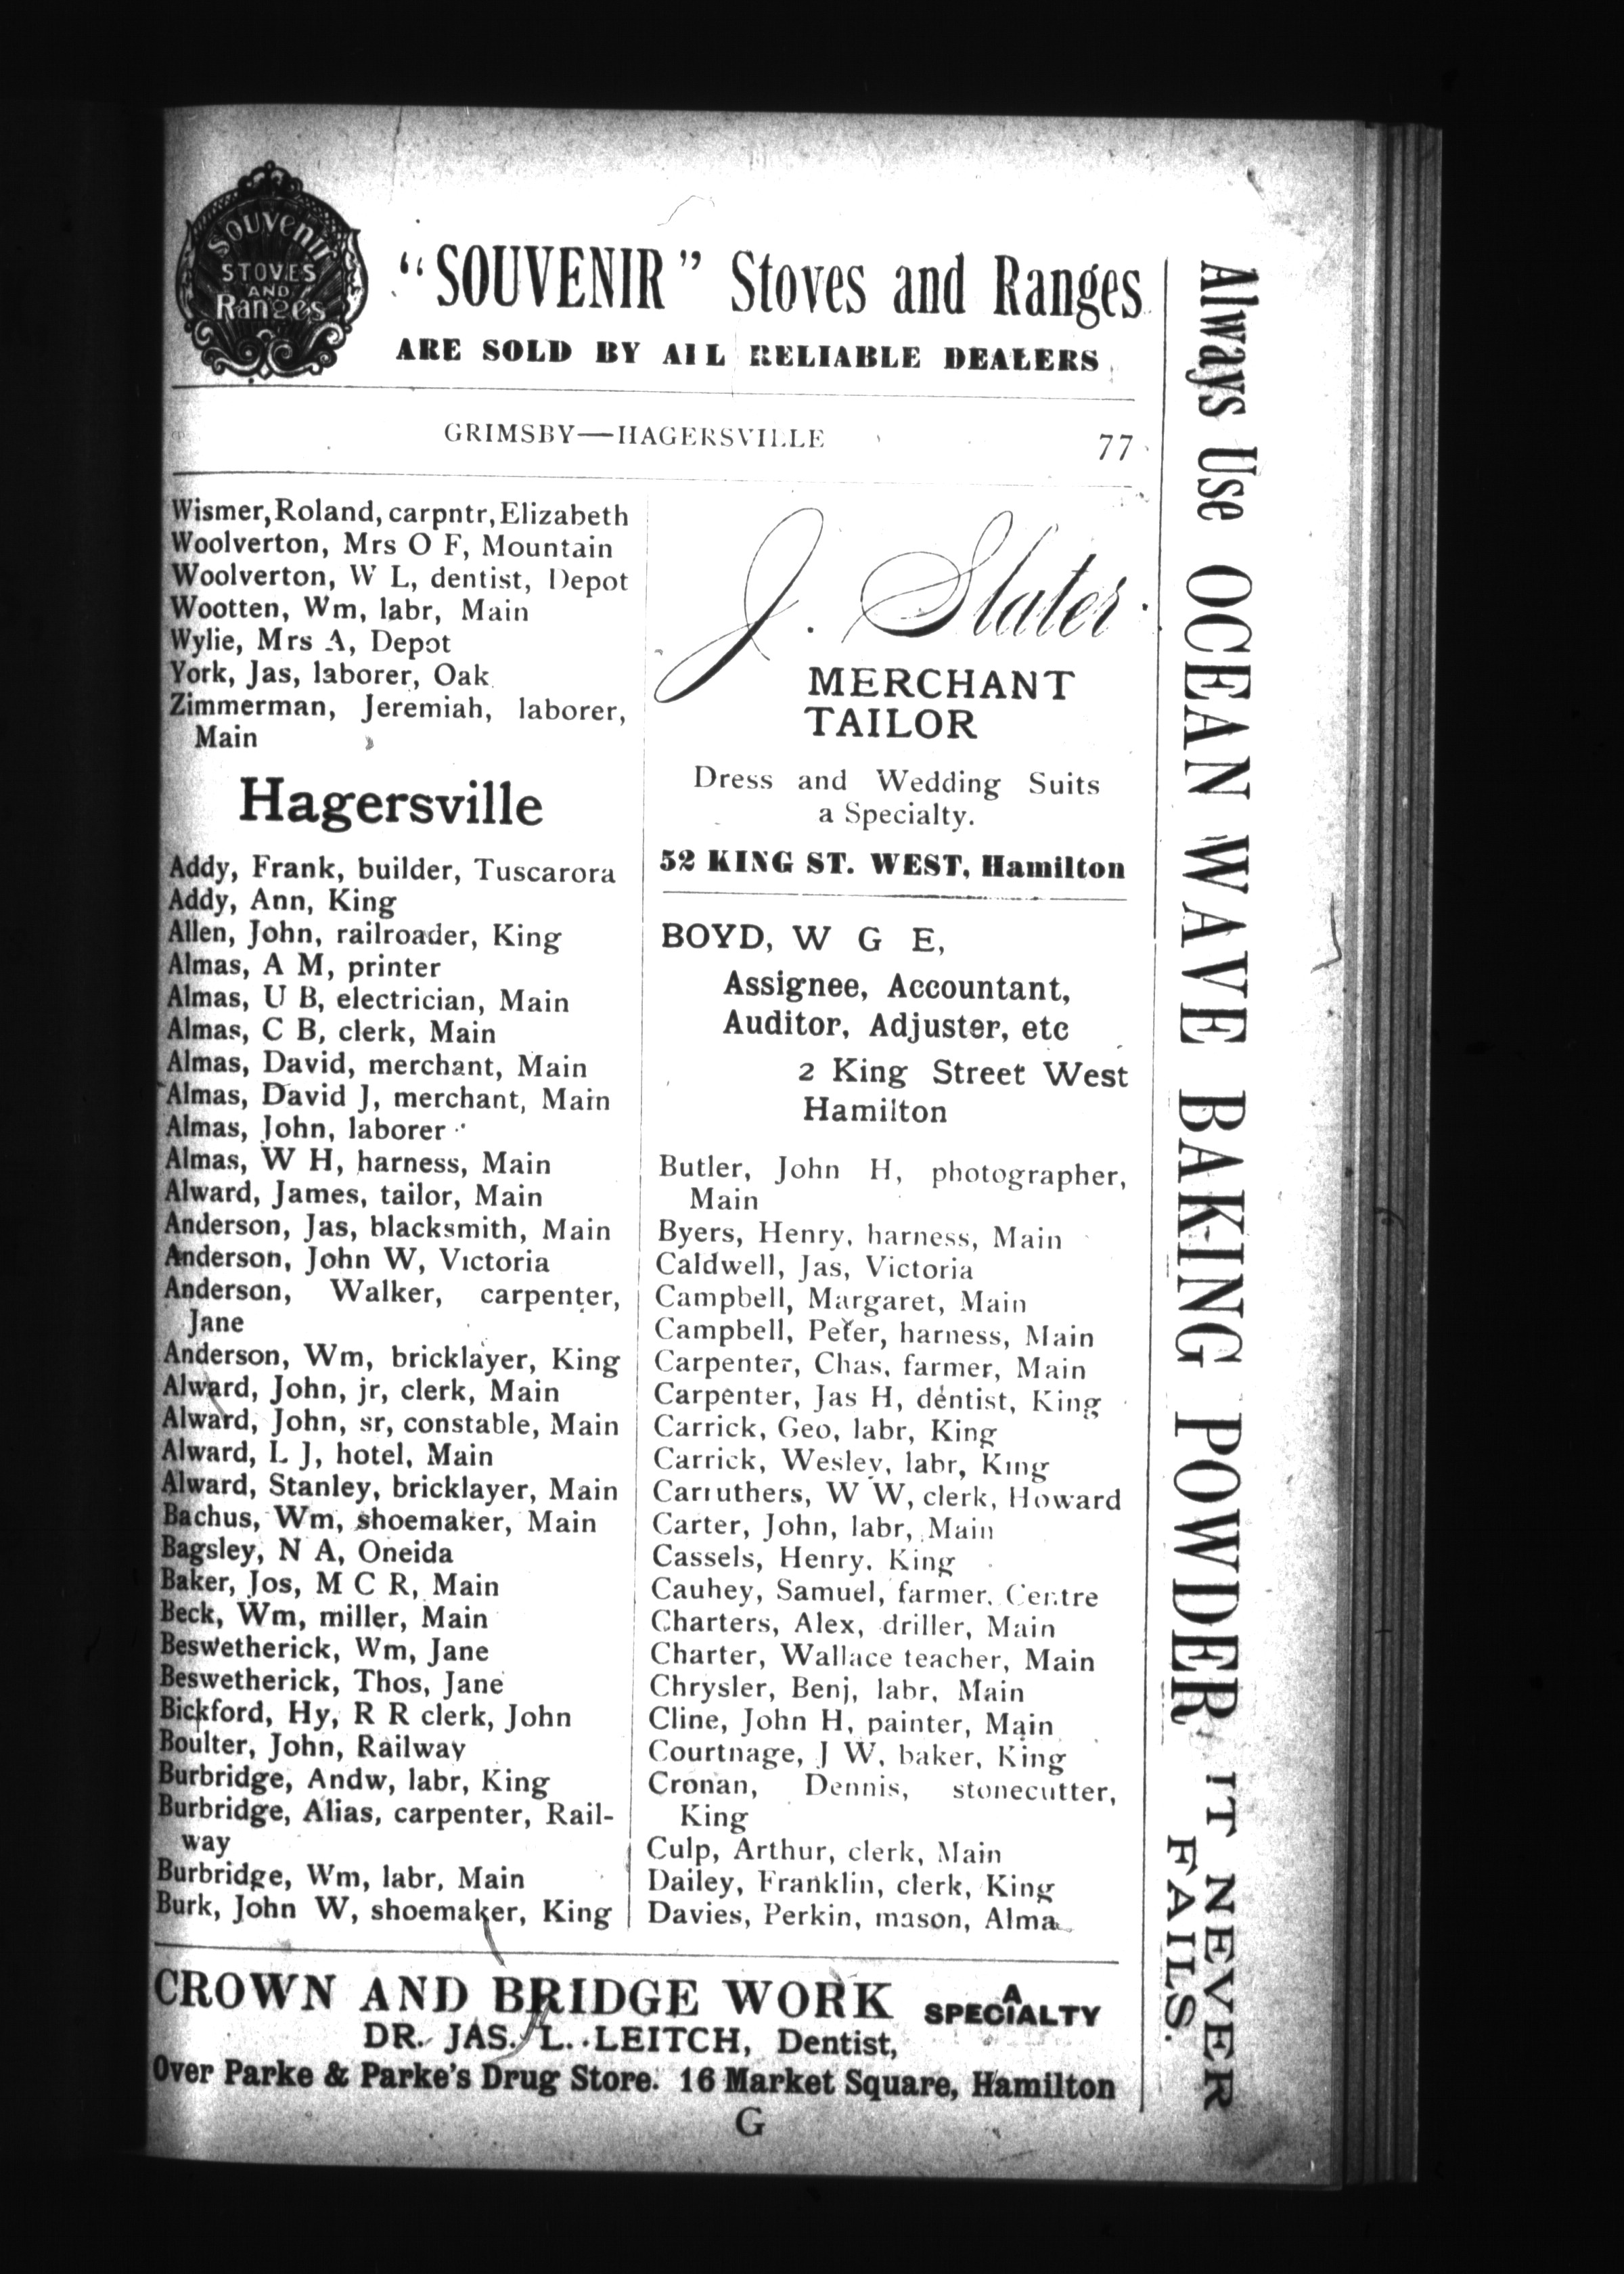 Souvenir
STOVES
AND
Ranges
"SOUVENIR" Stoves and Ranges
ARE SOLD BY ALL RELIABLE DEALERS
GRIMSBY—HAGERSVILLE
77
Wismer, Roland, carpntr, Elizabeth
Woolverton, Mrs O F, Mountain
Woolverton, W L, dentist, Depot
Wootten, Wm, labr, Main
Wylie, Mrs A, Depot
York, Jas, laborer, Oak
Zimmerman, Jeremiah, laborer,
Main
Hagersville
Addy, Frank, builder, Tuscarora
Addy, Ann, King
Allen, John, railroader, King
Almas, A M, printer
Almas, U B, electrician, Main
Almas, C B, clerk, Main
Almas, David, merchant, Main
Almas, David J, merchant, Main
Almas, John, laborer
Almas, W H, harness, Main
Alward, James, tailor, Main
Anderson, Jas, blacksmith, Main
Anderson, John W, Victoria
Anderson, Walker, carpenter,
Jane
Anderson, Wm, bricklayer, King
Alward, John, jr, clerk, Main
Alward, John, sr, constable, Main
Alward, L J, hotel, Main
Alward, Stanley, bricklayer, Main
Bachus, Wm, shoemaker, Main
Bagsley, N A, Oneida
Baker, Jos, M C R, Main
Beck, Wm, miller, Main
Beswetherick, Wm, Jane
Beswetherick, Thos, Jane
Bickford, Hy, R R clerk, John
Boulter, John, Railway
Burbridge, Andw, labr, King
Burbridge, Alias, carpenter, Rail-
way
Burbridge, Wm, labr, Main
Burk, John W, shoemaker, King
J. Slater
MERCHANT
TAILOR
Dress and Wedding Suits
a Specialty.
52 KING ST. WEST, Hamilton
BOYD, W G E,
Assignee, Accountant,
Auditor, Adjuster, etc
2 King Street West
Hamilton
Butler, John H, photographer,
Main
Byers, Henry, harness, Main
Caldwell, Jas, Victoria
Campbell, Margaret, Main
Campbell, Peter, harness, Main
Carpenter, Chas, farmer, Main
Carpenter, Jas H, dentist, King
Carrick, Geo, labr, King
Carrick, Wesley, labr, King
Carruthers, W W, clerk, Howard
Carter, John, labr, Main
Cassels, Henry. King
Cauhey, Samuel, farmer, Centre
Charters, Alex, driller, Main
Charter, Wallace teacher, Main
Chrysler, Benj, labr, Main
Cline, John H, painter, Main
Courtnage, J W, baker, King
Cronan, Dennis, stonecutter,
King
Culp, Arthur, clerk, Main
Dailey, Franklin, clerk, King
Davies, Perkin, mason, Alma
CROWN AND BRIDGE WORK A SPECIALTY
DR. JAS. L. LEITCH, Dentist,
Over Parke & Parke's Drug Store. 16 Market Square, Hamilton
G
Always Use OCEAN WAVE BAKING POWDER IT NEVER
FAILS.